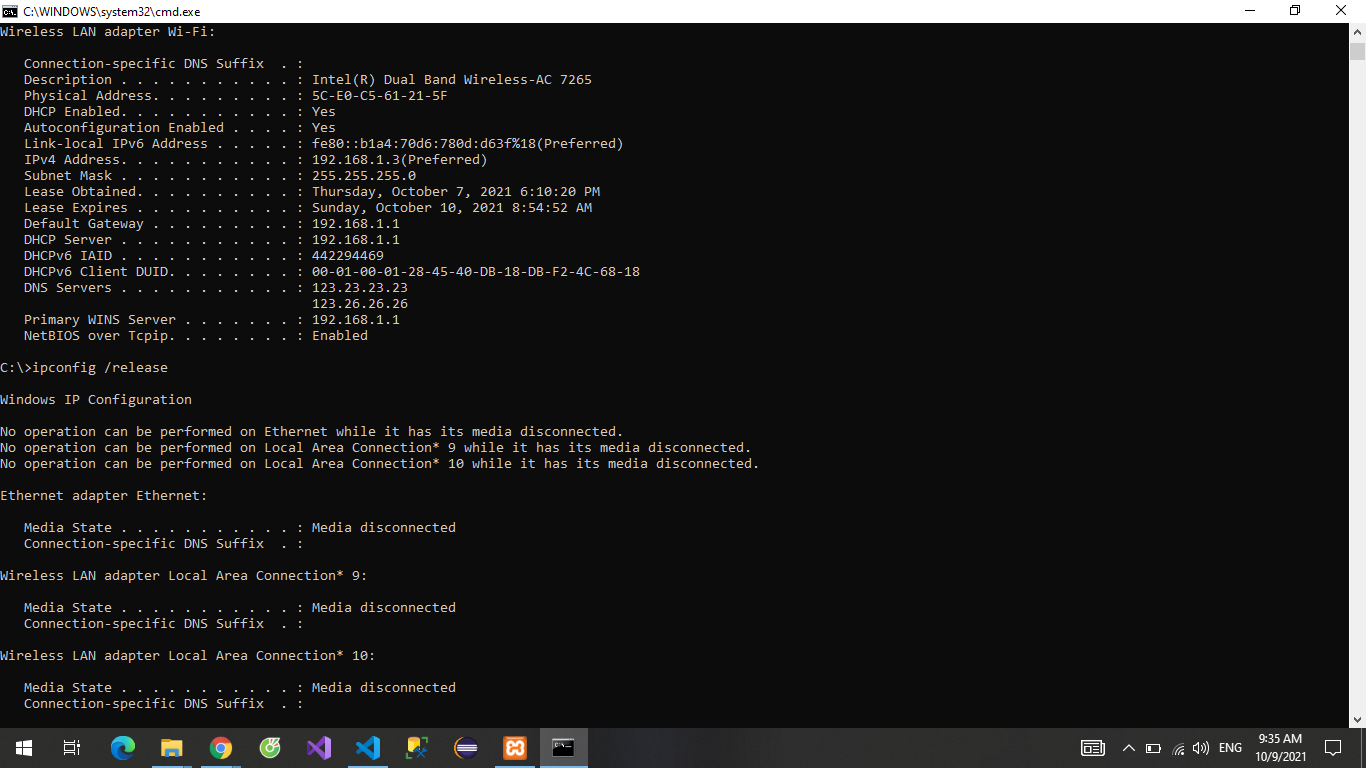 C:\WINDOWS\system32\cmd.exe
Wireless LAN adapter Wi-Fi:
Connection-specific DNS Suffix  . :
Description . . . . . . . . . . . : Intel(R) Dual Band Wireless-AC 7265
Physical Address. . . . . . . . . : 5C-E0-C5-61-21-5F
DHCP Enabled. . . . . . . . . . . : Yes
Autoconfiguration Enabled . . . . : Yes
Link-local IPv6 Address . . . . . : fe80::b1a4:70d6:780d:d63f%18(Preferred)
IPv4 Address. . . . . . . . . . . : 192.168.1.3(Preferred)
Subnet Mask . . . . . . . . . . . : 255.255.255.0
Lease Obtained. . . . . . . . . . : Thursday, October 7, 2021 6:10:20 PM
Lease Expires . . . . . . . . . . : Sunday, October 10, 2021 8:54:52 AM
Default Gateway . . . . . . . . . : 192.168.1.1
DHCP Server . . . . . . . . . . . : 192.168.1.1
DHCPv6 IAID . . . . . . . . . . . : 442294469
DHCPv6 Client DUID. . . . . . . . : 00-01-00-01-28-45-40-DB-18-DB-F2-4C-68-18
DNS Servers . . . . . . . . . . . : 123.23.23.23
123.26.26.26
Primary WINS Server . . . . . . . : 192.168.1.1
NetBIOS over Tcpip. . . . . . . . : Enabled
C:\>ipconfig /release
Windows IP Configuration
No operation can be performed on Ethernet while it has its media disconnected.
No operation can be performed on Local Area Connection* 9 while it has its media disconnected.
No operation can be performed on Local Area Connection* 10 while it has its media disconnected.
Ethernet adapter Ethernet:
Media State . . . . . . . . . . . : Media disconnected
Connection-specific DNS Suffix  . :
Wireless LAN adapter Local Area Connection* 9:
Media State . . . . . . . . . . . : Media disconnected
Connection-specific DNS Suffix  . :
Wireless LAN adapter Local Area Connection* 10:
Media State . . . . . . . . . . . : Media disconnected
Connection-specific DNS Suffix  . :
ENG
9:35 AM
10/9/2021